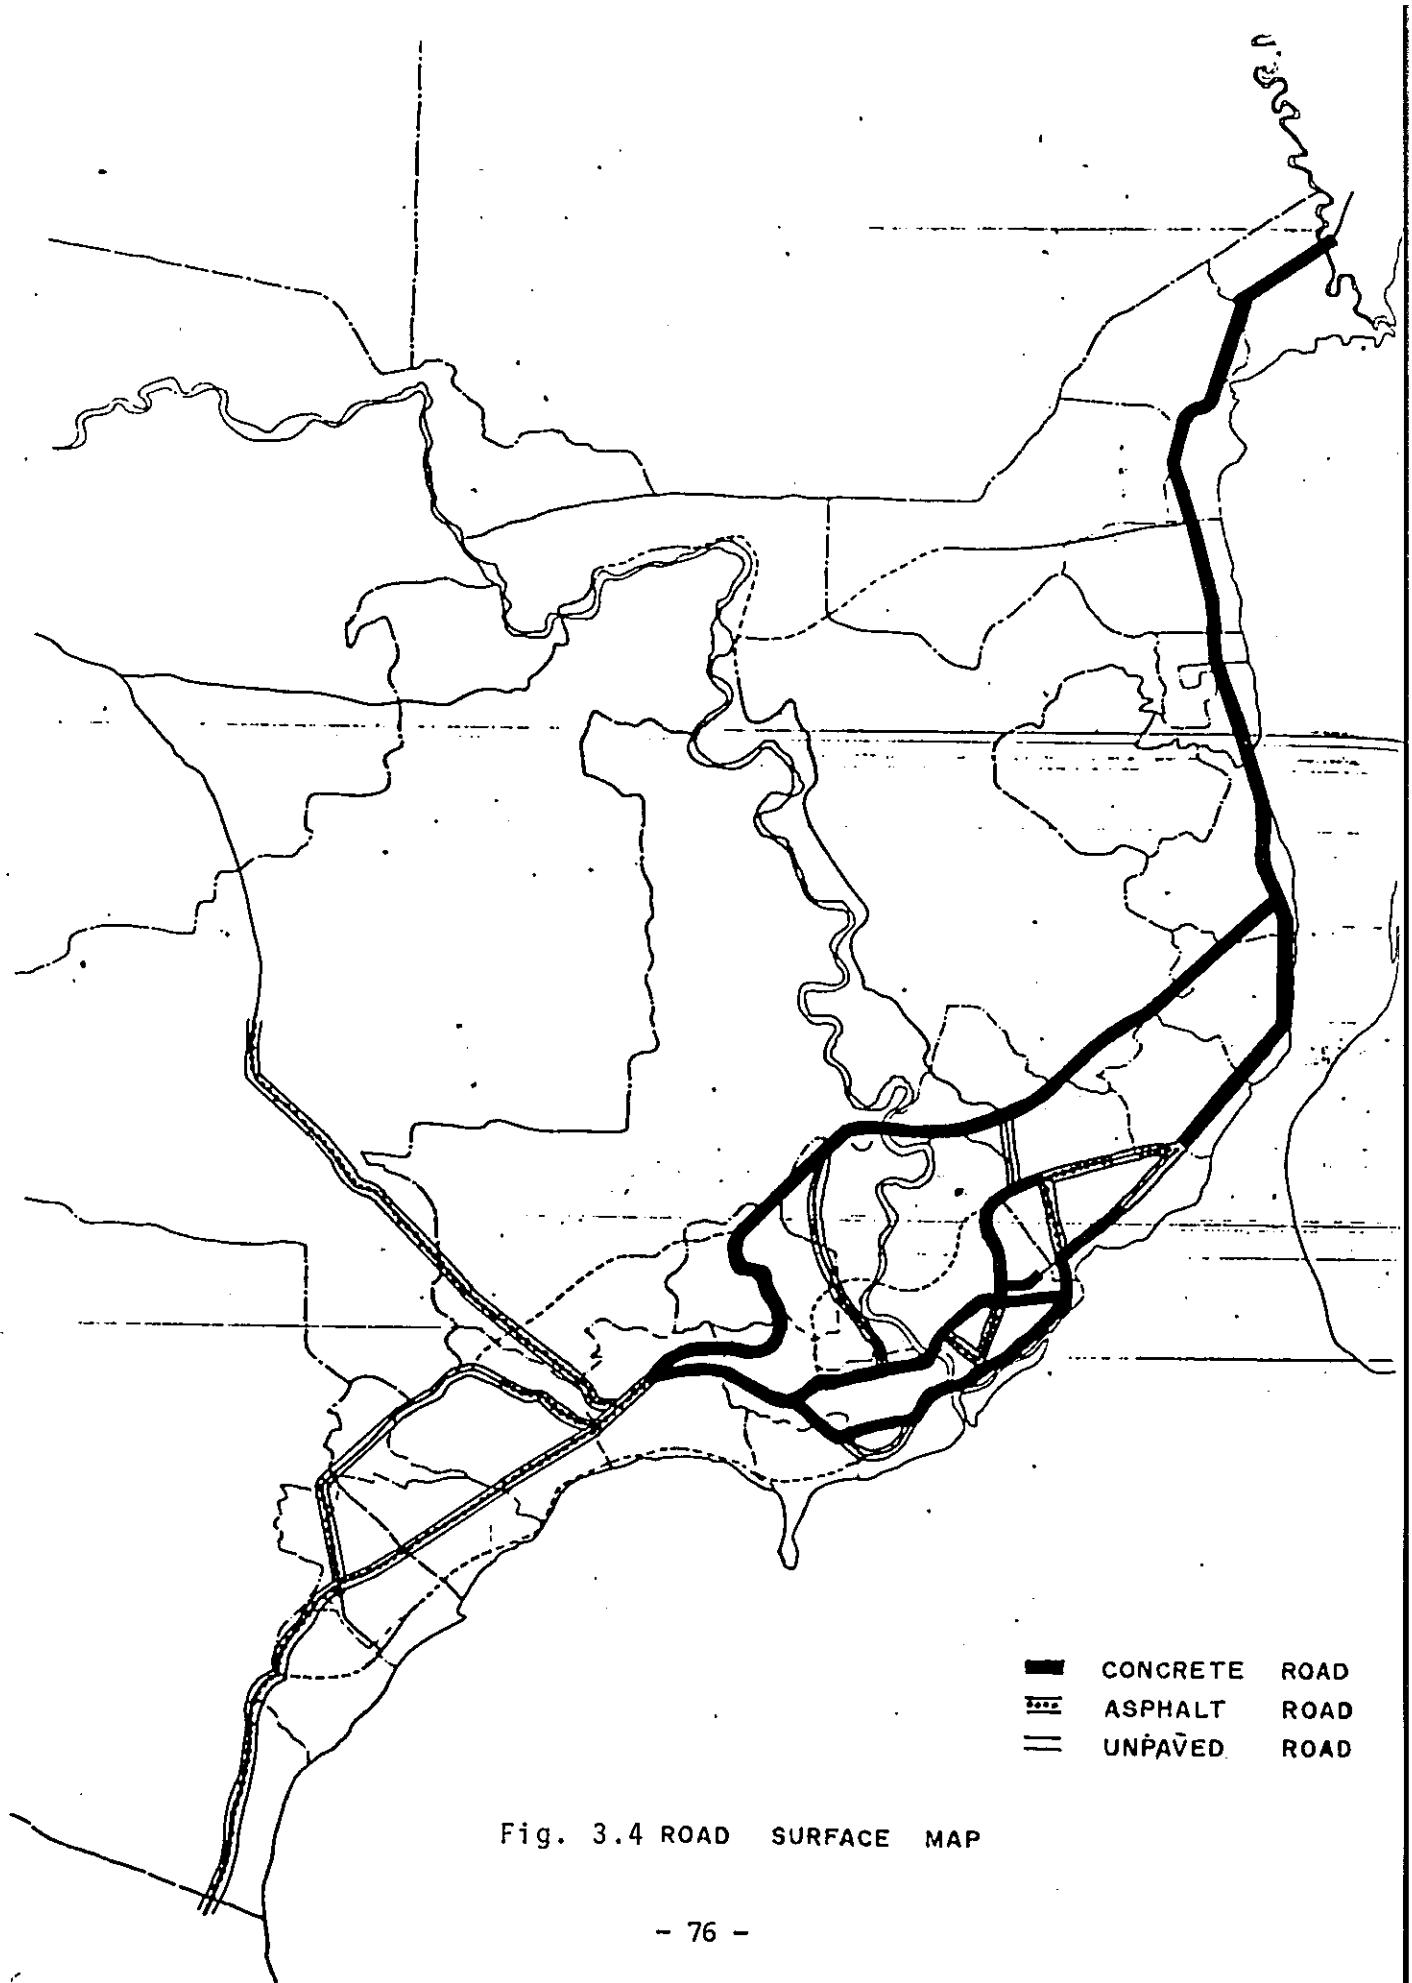 CONCRETE ROAD
ASPHALT ROAD
UNPAVED ROAD
Fig. 3.4 ROAD SURFACE MAP
- 76 -